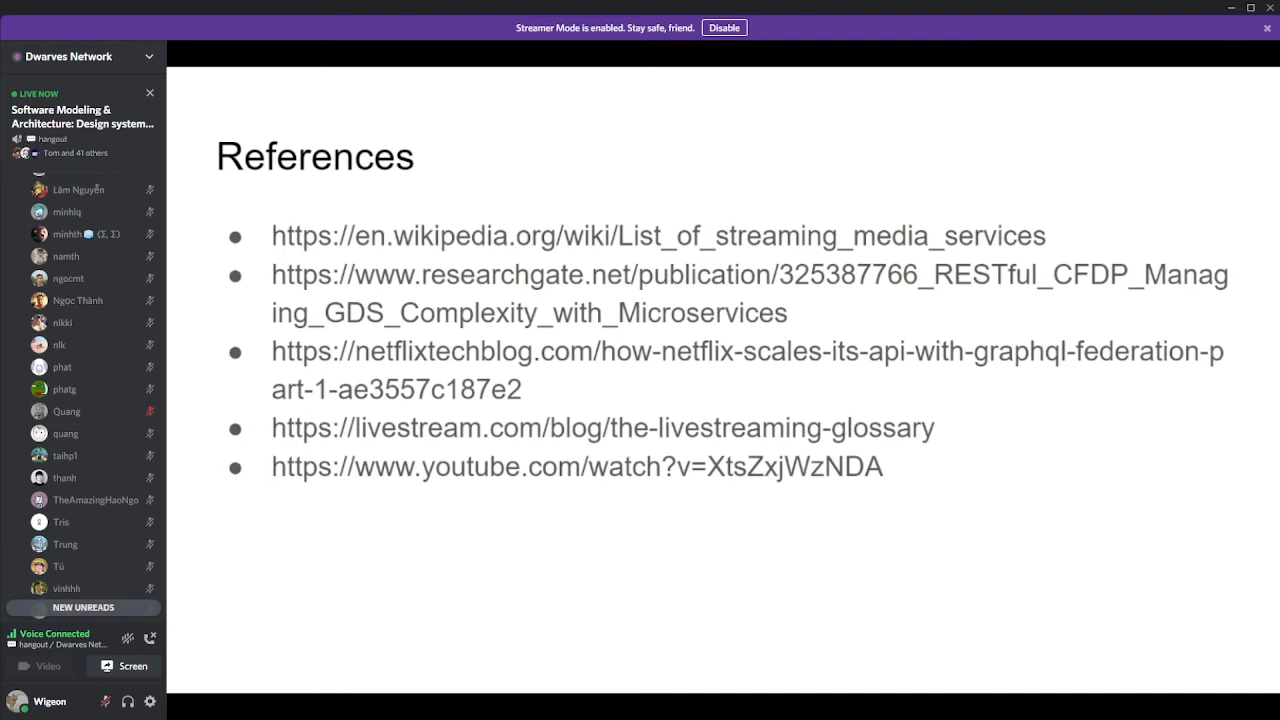 Streamer Mode is enabled. Stay safe, friend. Disable
Dwarves Network
LIVE NOW
Software Modeling &
Architecture: Design system...
hangout
Tom and 41 others
Lâm Nguyễn
minhlq
minhth (Σ, Σ)
namth
ngocmt
Ngọc Thành
nikki
nlk
phat
phatg
Quang
quang
taihp1
thanh
TheAmazingHaoNgo
Tris
Trung
Tú
vinhhh
NEW UNREADS
Voice Connected
hangout / Dwarves Net...
Video
Screen
Wigeon
References
https://en.wikipedia.org/wiki/List_of_streaming_media_services
https://www.researchgate.net/publication/325387766_RESTful_CFDP_Manag
ing_GDS_Complexity_with_Microservices
https://netflixtechblog.com/how-netflix-scales-its-api-with-graphql-federation-p
art-1-ae3557c187e2
https://livestream.com/blog/the-livestreaming-glossary
https://www.youtube.com/watch?v=XtsZxjWzNDA